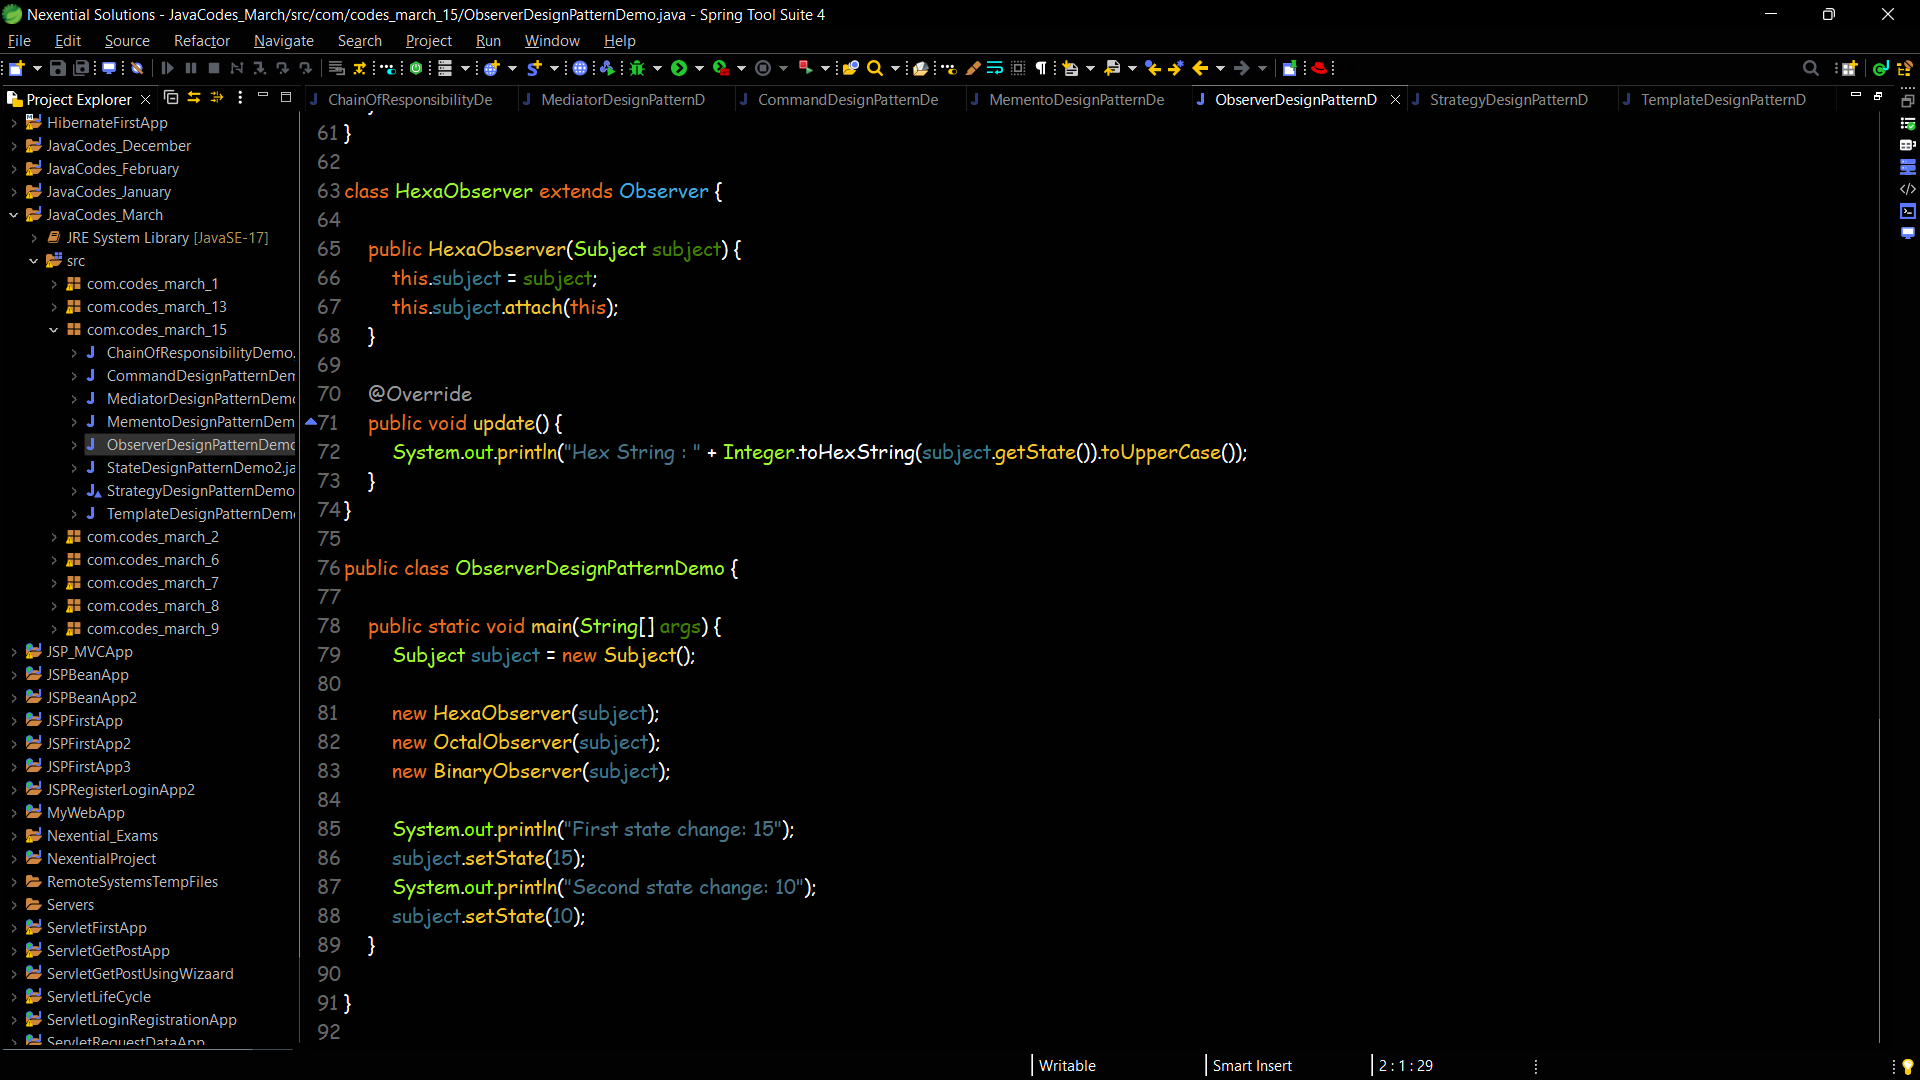 Nexential Solutions - JavaCodes_March/src/com/codes_march_15/ObserverDesignPatternDemo.java - Spring Tool Suite 4
File Edit Source Refactor Navigate Search Project Run Window Help
Project Explorer
ChainOfResponsibilityDe MediatorDesignPatternD CommandDesignPatternDe MementoDesignPatternDe ObserverDesignPatternD StrategyDesignPatternD TemplateDesignPatternD
HibernateFirstApp
JavaCodes_December
JavaCodes_February
JavaCodes_January
JavaCodes_March
JRE System Library [JavaSE-17]
src
com.codes_march_1
com.codes_march_13
com.codes_march_15
ChainOfResponsibilityDemo.
CommandDesignPatternDem
MediatorDesignPatternDemo
MementoDesignPatternDem
ObserverDesignPatternDemo
StateDesignPatternDemo2.ja
StrategyDesignPatternDemo
TemplateDesignPatternDemo
com.codes_march_2
com.codes_march_6
com.codes_march_7
com.codes_march_8
com.codes_march_9
JSP_MVCApp
JSPBeanApp
JSPBeanApp2
JSPFirstApp
JSPFirstApp2
JSPFirstApp3
JSPRegisterLoginApp2
MyWebApp
Nexential_Exams
NexentialProject
RemoteSystemsTempFiles
Servers
ServletFirstApp
ServletGetPostApp
ServletGetPostUsingWizaard
ServletLifeCycle
ServletLoginRegistrationApp
ServletRequestDataApp
61 }
62
63 class HexaObserver extends Observer {
64
65 public HexaObserver(Subject subject) {
66 this.subject = subject;
67 this.subject.attach(this);
68 }
69
70 @Override
71 public void update() {
72 System.out.println("Hex String : " + Integer.toHexString(subject.getState()).toUpperCase());
73 }
74 }
75
76 public class ObserverDesignPatternDemo {
77
78 public static void main(String[] args) {
79 Subject subject = new Subject();
80
81 new HexaObserver(subject);
82 new OctalObserver(subject);
83 new BinaryObserver(subject);
84
85 System.out.println("First state change: 15");
86 subject.setState(15);
87 System.out.println("Second state change: 10");
88 subject.setState(10);
89 }
90
91 }
92
Writable Smart Insert 2 : 1 : 29